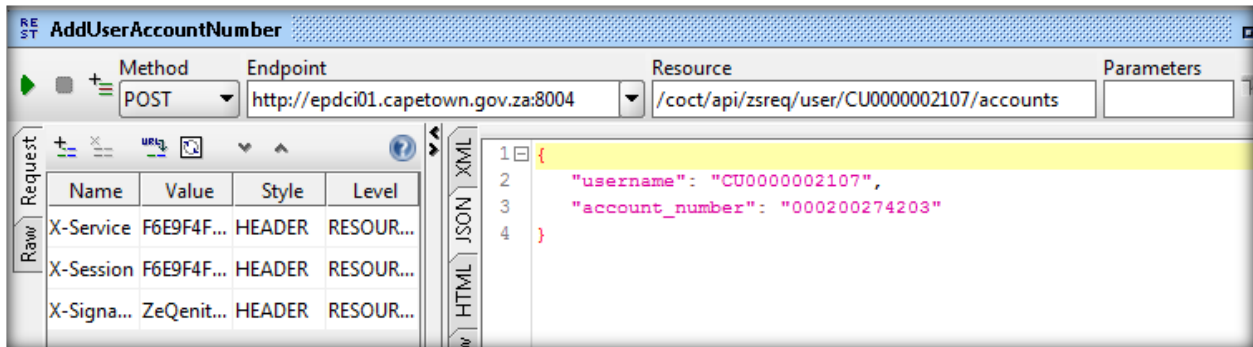 REST AddUserAccountNumber
Method Endpoint Resource Parameters
POST http://epdci01.capetown.gov.za:8004 /coct/api/zsreq/user/CU0000002107/accounts
Request
Raw
Name Value Style Level
X-Service F6E9F4F... HEADER RESOUR...
X-Session F6E9F4F... HEADER RESOUR...
X-Signa... ZeQenit... HEADER RESOUR...
XML
JSON
HTML
1 {
2 "username": "CU0000002107",
3 "account_number": "000200274203"
4 }